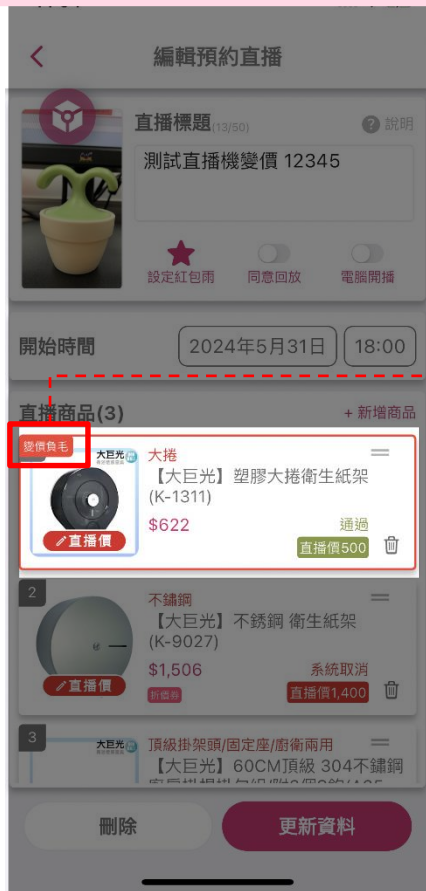 編輯預約直播
直播標題(13/50)
說明
測試直播機變價 12345
設定紅包雨
同意回放
電腦開播
開始時間
2024年5月31日
18:00
直播商品(3)
+ 新增商品
變價負毛
大巨光
大捲
【大巨光】塑膠大捲衛生紙架
(K-1311)
$622
通過
直播價
直播價500
2
不鏽鋼
【大巨光】不銹鋼 衛生紙架
(K-9027)
$1,506
系統取消
直播價
折價券
直播價1,400
3
大巨光
頂級掛架頭/固定座/廚衛兩用
【大巨光】60CM頂級 304不鏽鋼
刪除
更新資料